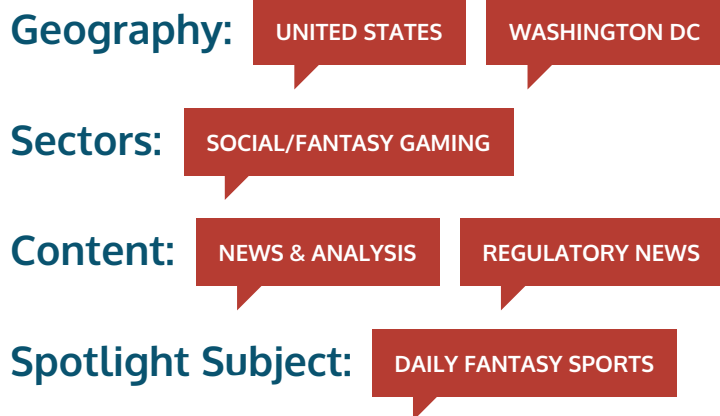 Geography: UNITED STATES WASHINGTON DC
Sectors: SOCIAL/FANTASY GAMING
Content: NEWS & ANALYSIS REGULATORY NEWS
Spotlight Subject: DAILY FANTASY SPORTS